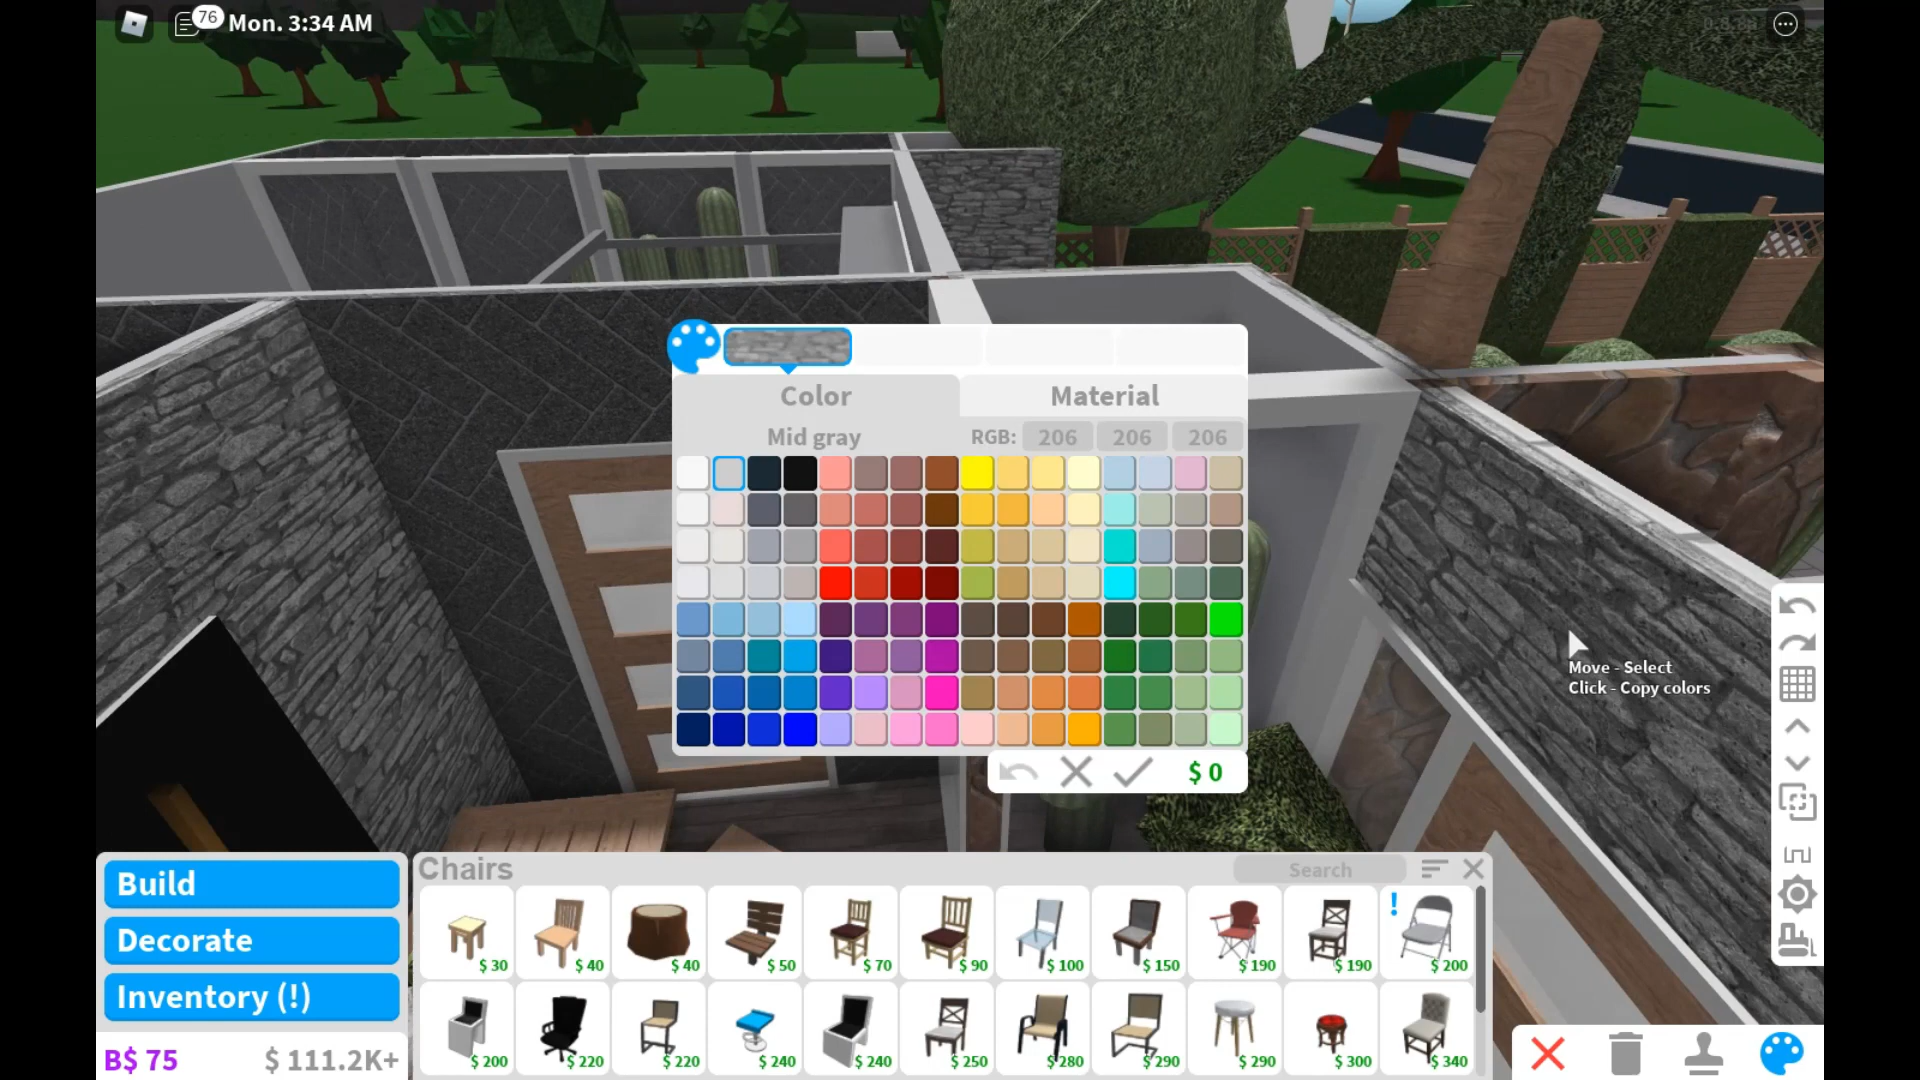 76
Mon. 3:34 AM
Color
Material
Mid gray
RGB:
206
206
206
Move - Select
Click - Copy colors
$ 0
Build
Decorate
Inventory (!)
B$ 75
$ 111.2K+
Chairs
Search
$ 30
$ 40
$ 40
$ 50
$ 70
$ 90
$ 100
$ 150
$ 190
$ 190
!
$ 200
$ 200
$ 220
$ 220
$ 240
$ 240
$ 250
$ 280
$ 290
$ 290
$ 300
$ 340